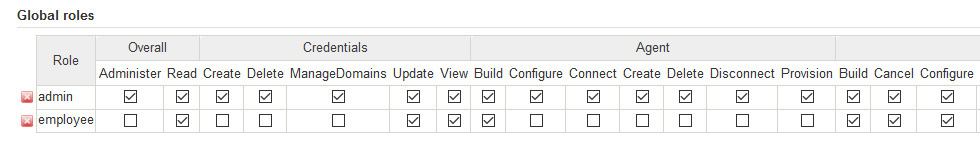 Global roles
Role Overall Credentials Agent
Administer Read Create Delete ManageDomains Update View Build Configure Connect Create Delete Disconnect Provision Build Cancel Configure
admin
employee